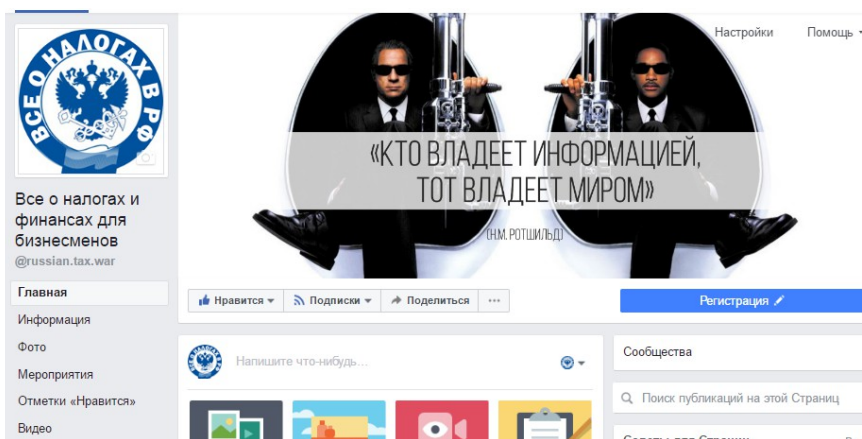 ВСЕ О НАЛОГАХ В РФ
Настройки
Помощь
«КТО ВЛАДЕЕТ ИНФОРМАЦИЕЙ,
ТОТ ВЛАДЕЕТ МИРОМ»
(Н.М. РОТШИЛЬД)
Все о налогах и
финансах для
бизнесменов
@russian.tax.war
Главная
Информация
Фото
Мероприятия
Отметки «Нравится»
Видео
Нравится
Подписки
Поделиться
Регистрация
Напишите что-нибудь...
Сообщества
Поиск публикаций на этой Страниц